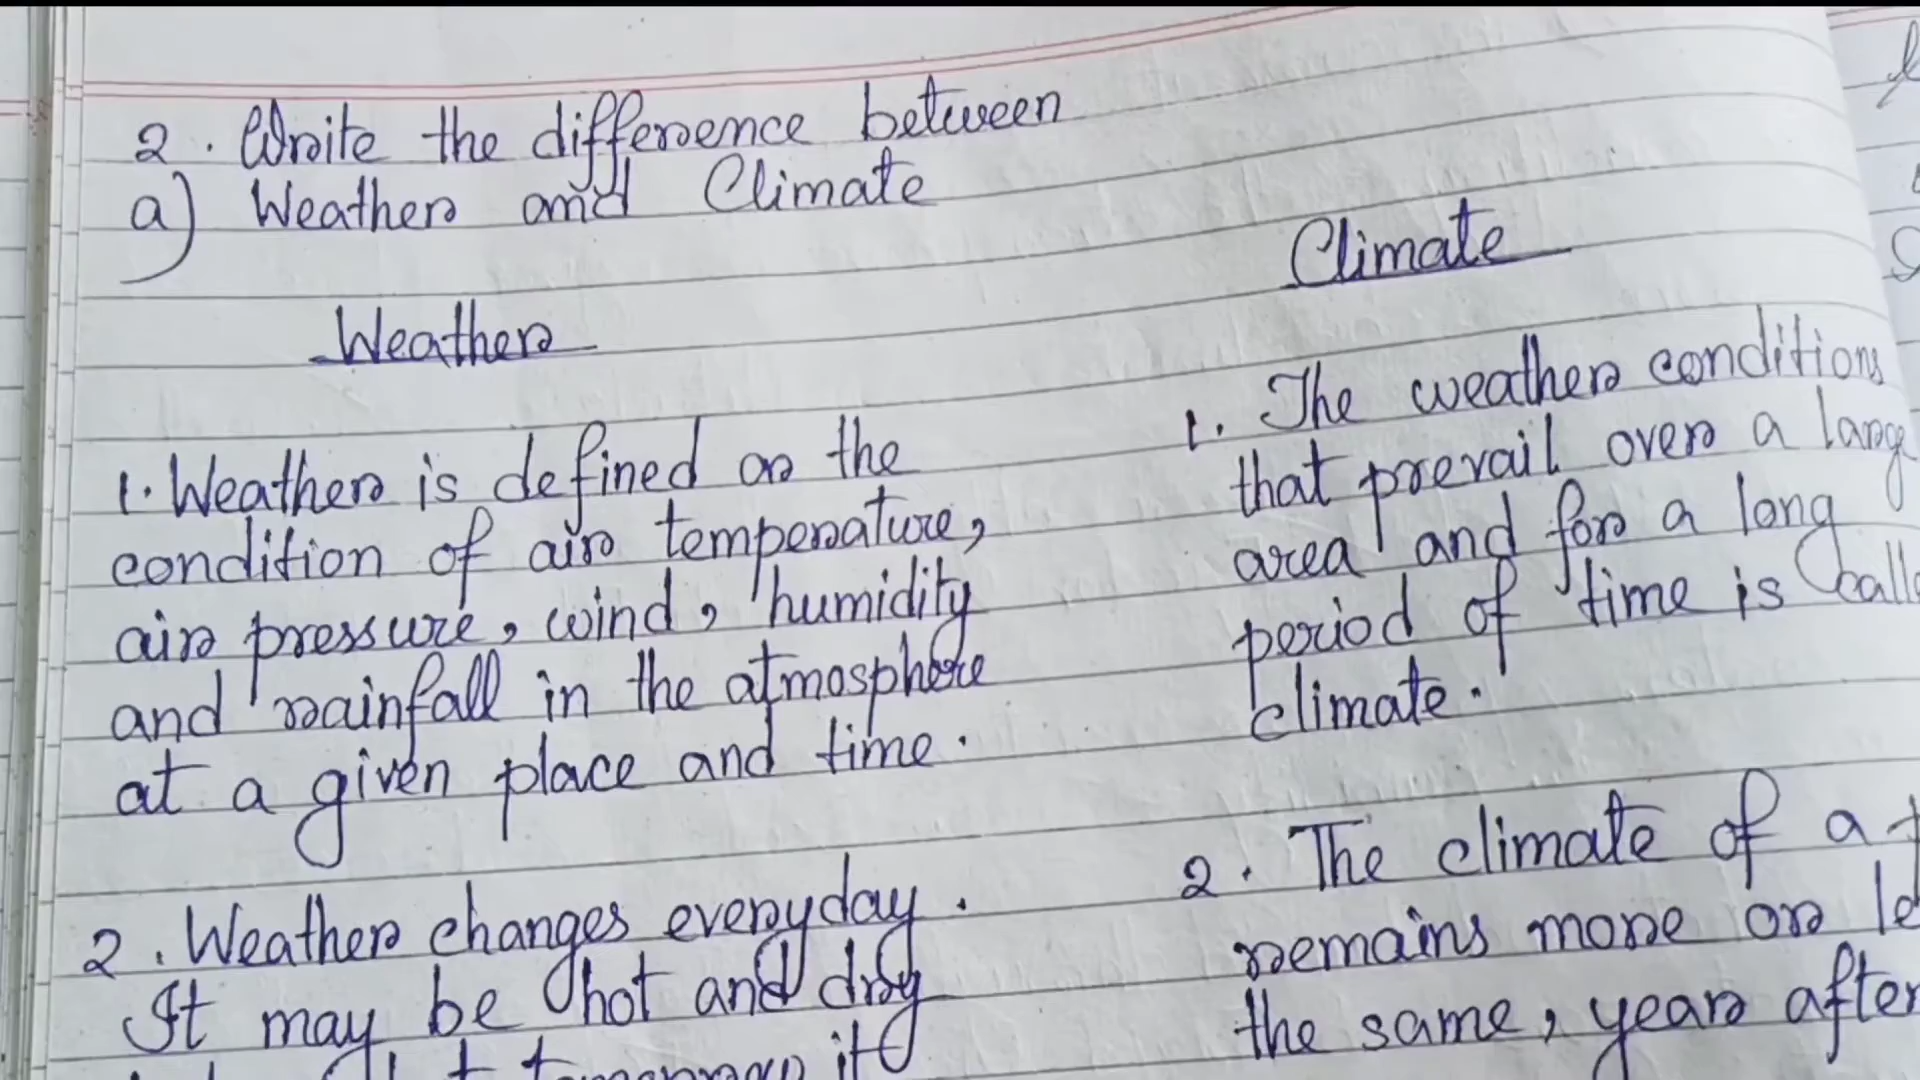 2. Write the difference between
a) Weather and Climate
Weather
1. Weather is defined as the
condition of air temperature,
air pressure, wind, humidity
and rainfall in the atmosphere
at a given place and time.
2. Weather changes everyday.
It may be hot and dry
it
Climate
1. The weather conditions
that prevail over a large
area and for a long
period of time is
climate.
2. The climate of a
remains more or
the same, year after